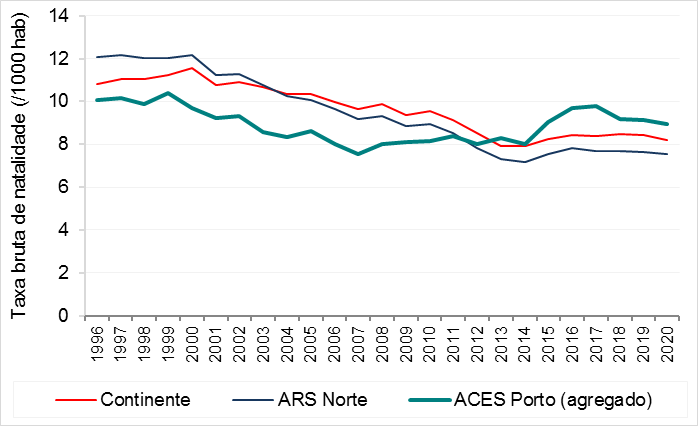 Taxa bruta de natalidade (/1000 hab)
14
12
10
8
6
4
2
0
1996 1997 1998 1999 2000 2001 2002 2003 2004 2005 2006 2007 2008 2009 2010 2011 2012 2013 2014 2015 2016 2017 2018 2019 2020
Continente ARS Norte ACES Porto (agregado)